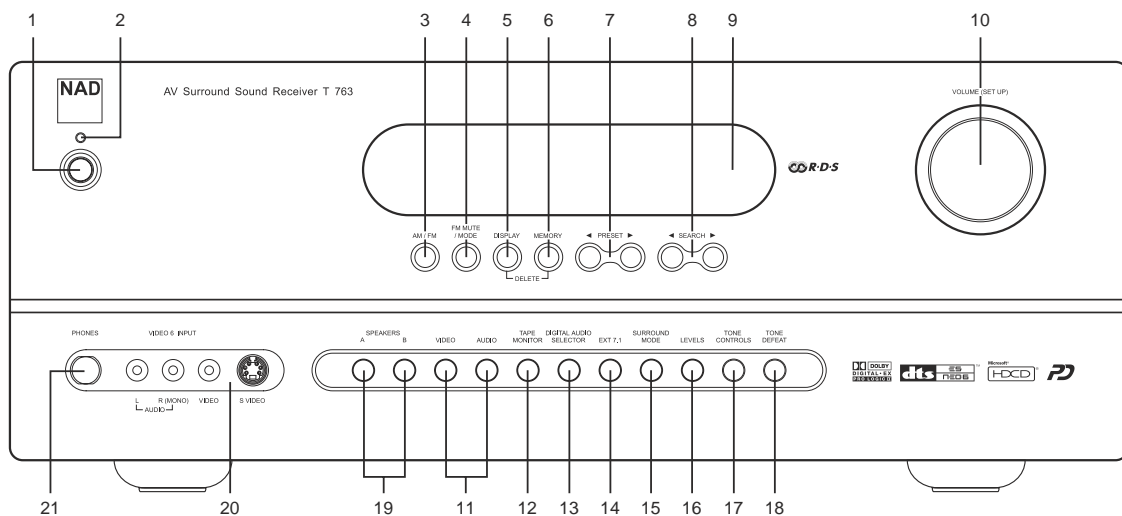 1 2 3 4 5 6 7 8 9 10
NAD
AV Surround Sound Receiver T 763
VOLUME (SET UP)
R·D·S
AM / FM
FM MUTE
/ MODE
DISPLAY
MEMORY
◄ PRESET ►
◄ SEARCH ►
DELETE
PHONES
VIDEO 6 INPUT
L
R (MONO)
AUDIO
VIDEO
S VIDEO
SPEAKERS
A B
VIDEO
AUDIO
TAPE
MONITOR
DIGITAL AUDIO
SELECTOR
EXT 7,1
SURROUND
MODE
LEVELS
TONE
CONTROLS
TONE
DEFEAT
DOLBY
DIGITAL·EX
PRO LOGIC II
dts ES ™
NEO:6
Microsoft®
HDCD®
PD
21 20 19 11 12 13 14 15 16 17 18